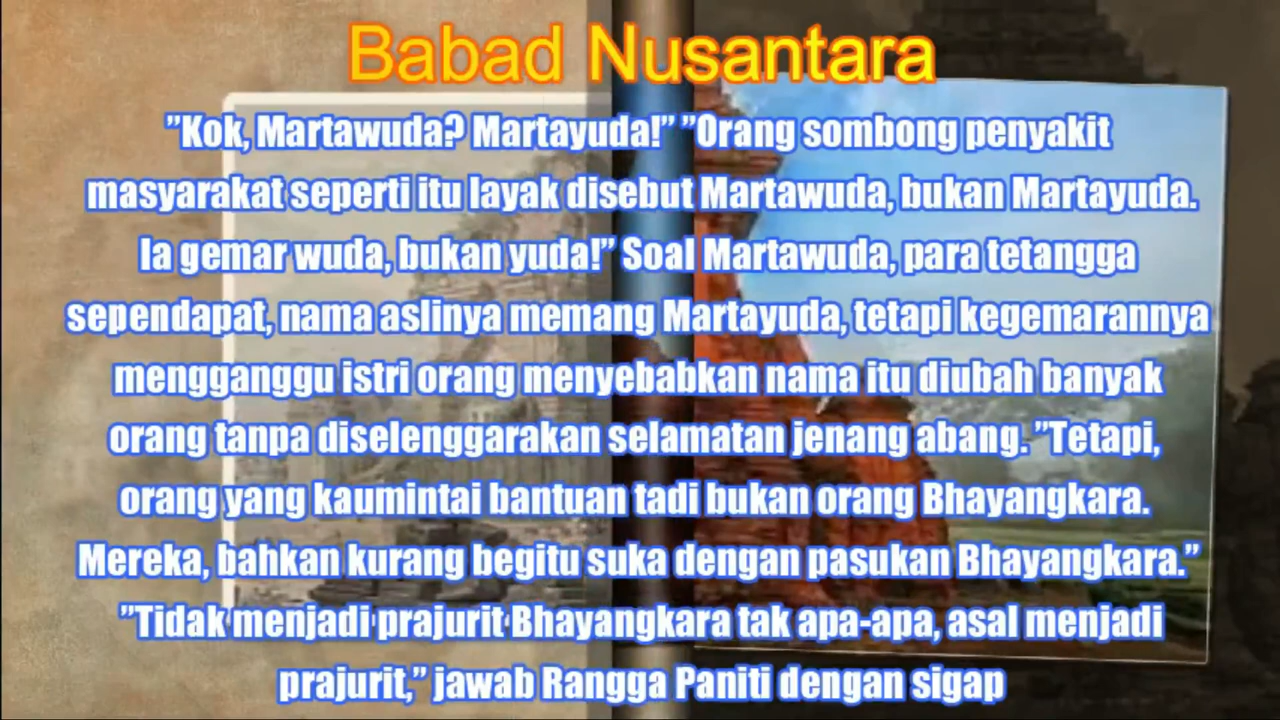 Babad Nusantara
”Kok, Martawuda? Martayuda!” ”Orang sombong penyakit
masyarakat seperti itu layak disebut Martawuda, bukan Martayuda.
Ia gemar wuda, bukan yuda!” Soal Martawuda, para tetangga
sependapat, nama aslinya memang Martayuda, tetapi kegemarannya
mengganggu istri orang menyebabkan nama itu diubah banyak
orang tanpa diselenggarakan selamatan jenang abang. ”Tetapi,
orang yang kaumintai bantuan tadi bukan orang Bhayangkara.
Mereka, bahkan kurang begitu suka dengan pasukan Bhayangkara.”
”Tidak menjadi prajurit Bhayangkara tak apa-apa, asal menjadi
prajurit,” jawab Rangga Paniti dengan sigap